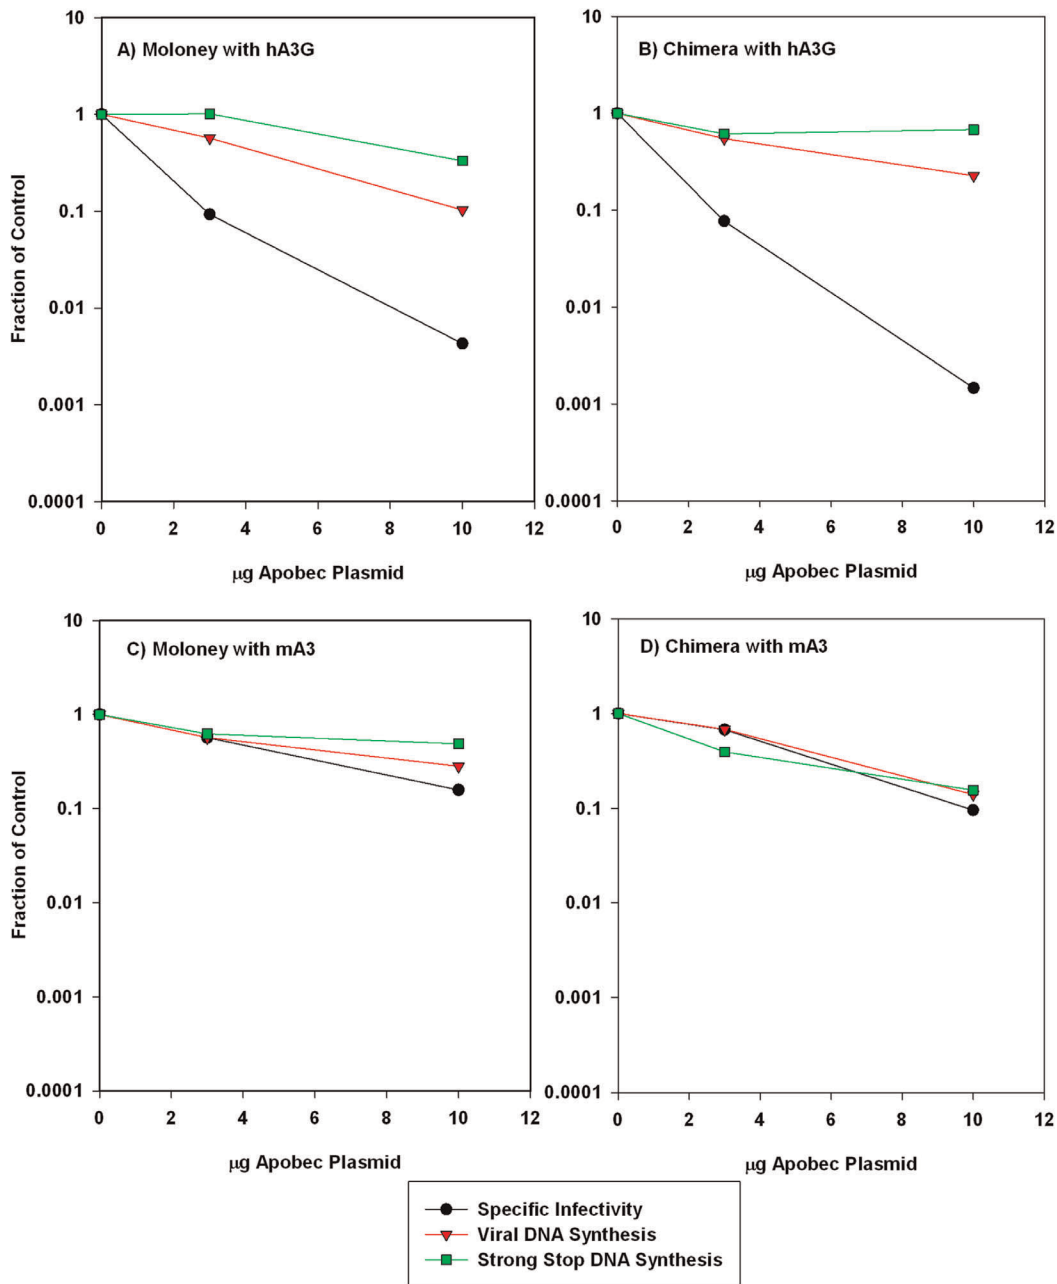 A) Moloney with hA3G
10
1
0.1
0.01
0.001
0.0001
Fraction of Control
0 2 4 6 8 10 12
µg Apobec Plasmid
B) Chimera with hA3G
10
1
0.1
0.01
0.001
0.0001
0 2 4 6 8 10 12
µg Apobec Plasmid
C) Moloney with mA3
10
1
0.1
0.01
0.001
0.0001
Fraction of Control
0 2 4 6 8 10 12
µg Apobec Plasmid
D) Chimera with mA3
10
1
0.1
0.01
0.001
0.0001
0 2 4 6 8 10 12
µg Apobec Plasmid
Specific Infectivity
Viral DNA Synthesis
Strong Stop DNA Synthesis